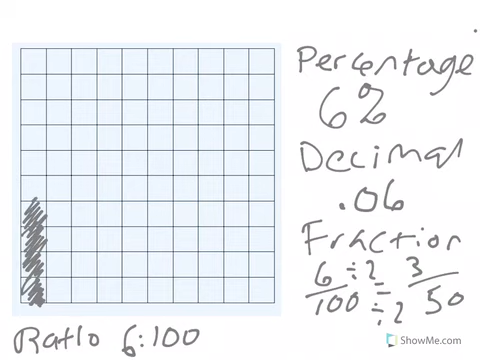 Percentage
6%
Decimal
.06
Fraction
6 ÷ 2 = 3
100 ÷ 2 50
Ratio 6:100
ShowMe.com